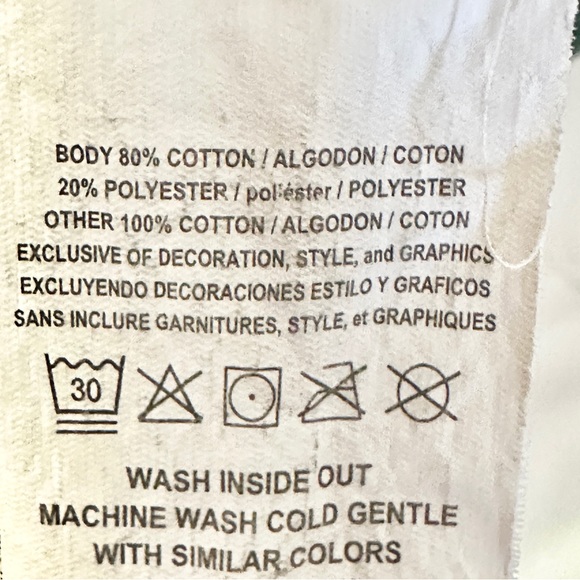 BODY 80% COTTON / ALGODON / COTON
20% POLYESTER / poliéster / POLYESTER
OTHER 100% COTTON / ALGODON / COTON
EXCLUSIVE OF DECORATION, STYLE, and GRAPHICS
EXCLUYENDO DECORACIONES ESTILO Y GRAFICOS
SANS INCLURE GARNITURES, STYLE, et GRAPHIQUES
30
WASH INSIDE OUT
MACHINE WASH COLD GENTLE
WITH SIMILAR COLORS